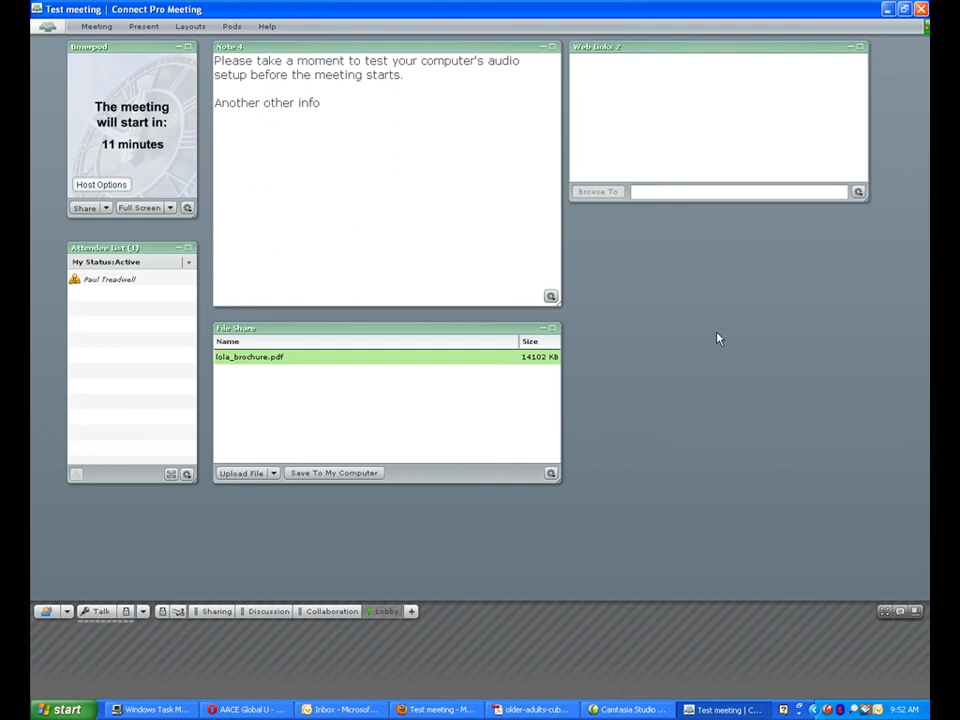 Test meeting | Connect Pro Meeting
Meeting Present Layouts Pods Help
timerpod
The meeting
will start in:
11 minutes
Host Options
Share Full Screen
Note 4
Please take a moment to test your computer's audio
setup before the meeting starts.
Another other info
Web Links 2
Browse To
Attendee List (1)
My Status:Active
Paul Treadwell
File Share
Name Size
lola_brochure.pdf 14102 KB
Upload File Save To My Computer
Talk Sharing Discussion Collaboration Lobby +
start Windows Task M... AACE Global U - ... Inbox - Microsof... Test meeting - M... older-adults-cub... Camtasia Studio ... Test meeting | C... 9:52 AM